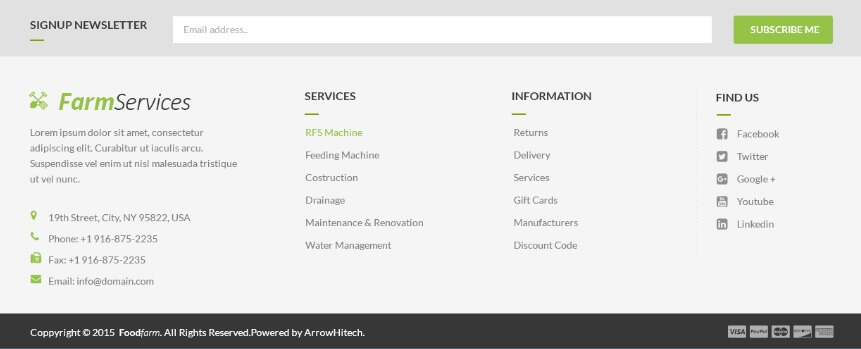 SIGNUP NEWSLETTER
Email address..
SUBSCRIBE ME
FarmServices
Lorem ipsum dolor sit amet, consectetur
adipiscing elit. Curabitur ut iaculis arcu.
Suspendisse vel enim ut nisl malesuada tristique
ut vel nunc.
19th Street, City, NY 95822, USA
Phone: +1 916-875-2235
Fax: +1 916-875-2235
Email: info@domain.com
SERVICES
RFS Machine
Feeding Machine
Costruction
Drainage
Maintenance & Renovation
Water Management
INFORMATION
Returns
Delivery
Services
Gift Cards
Manufacturers
Discount Code
FIND US
Facebook
Twitter
Google +
Youtube
Linkedin
Coppyright © 2015 Foodfarm. All Rights Reserved.Powered by ArrowHitech.
VISA PayPal